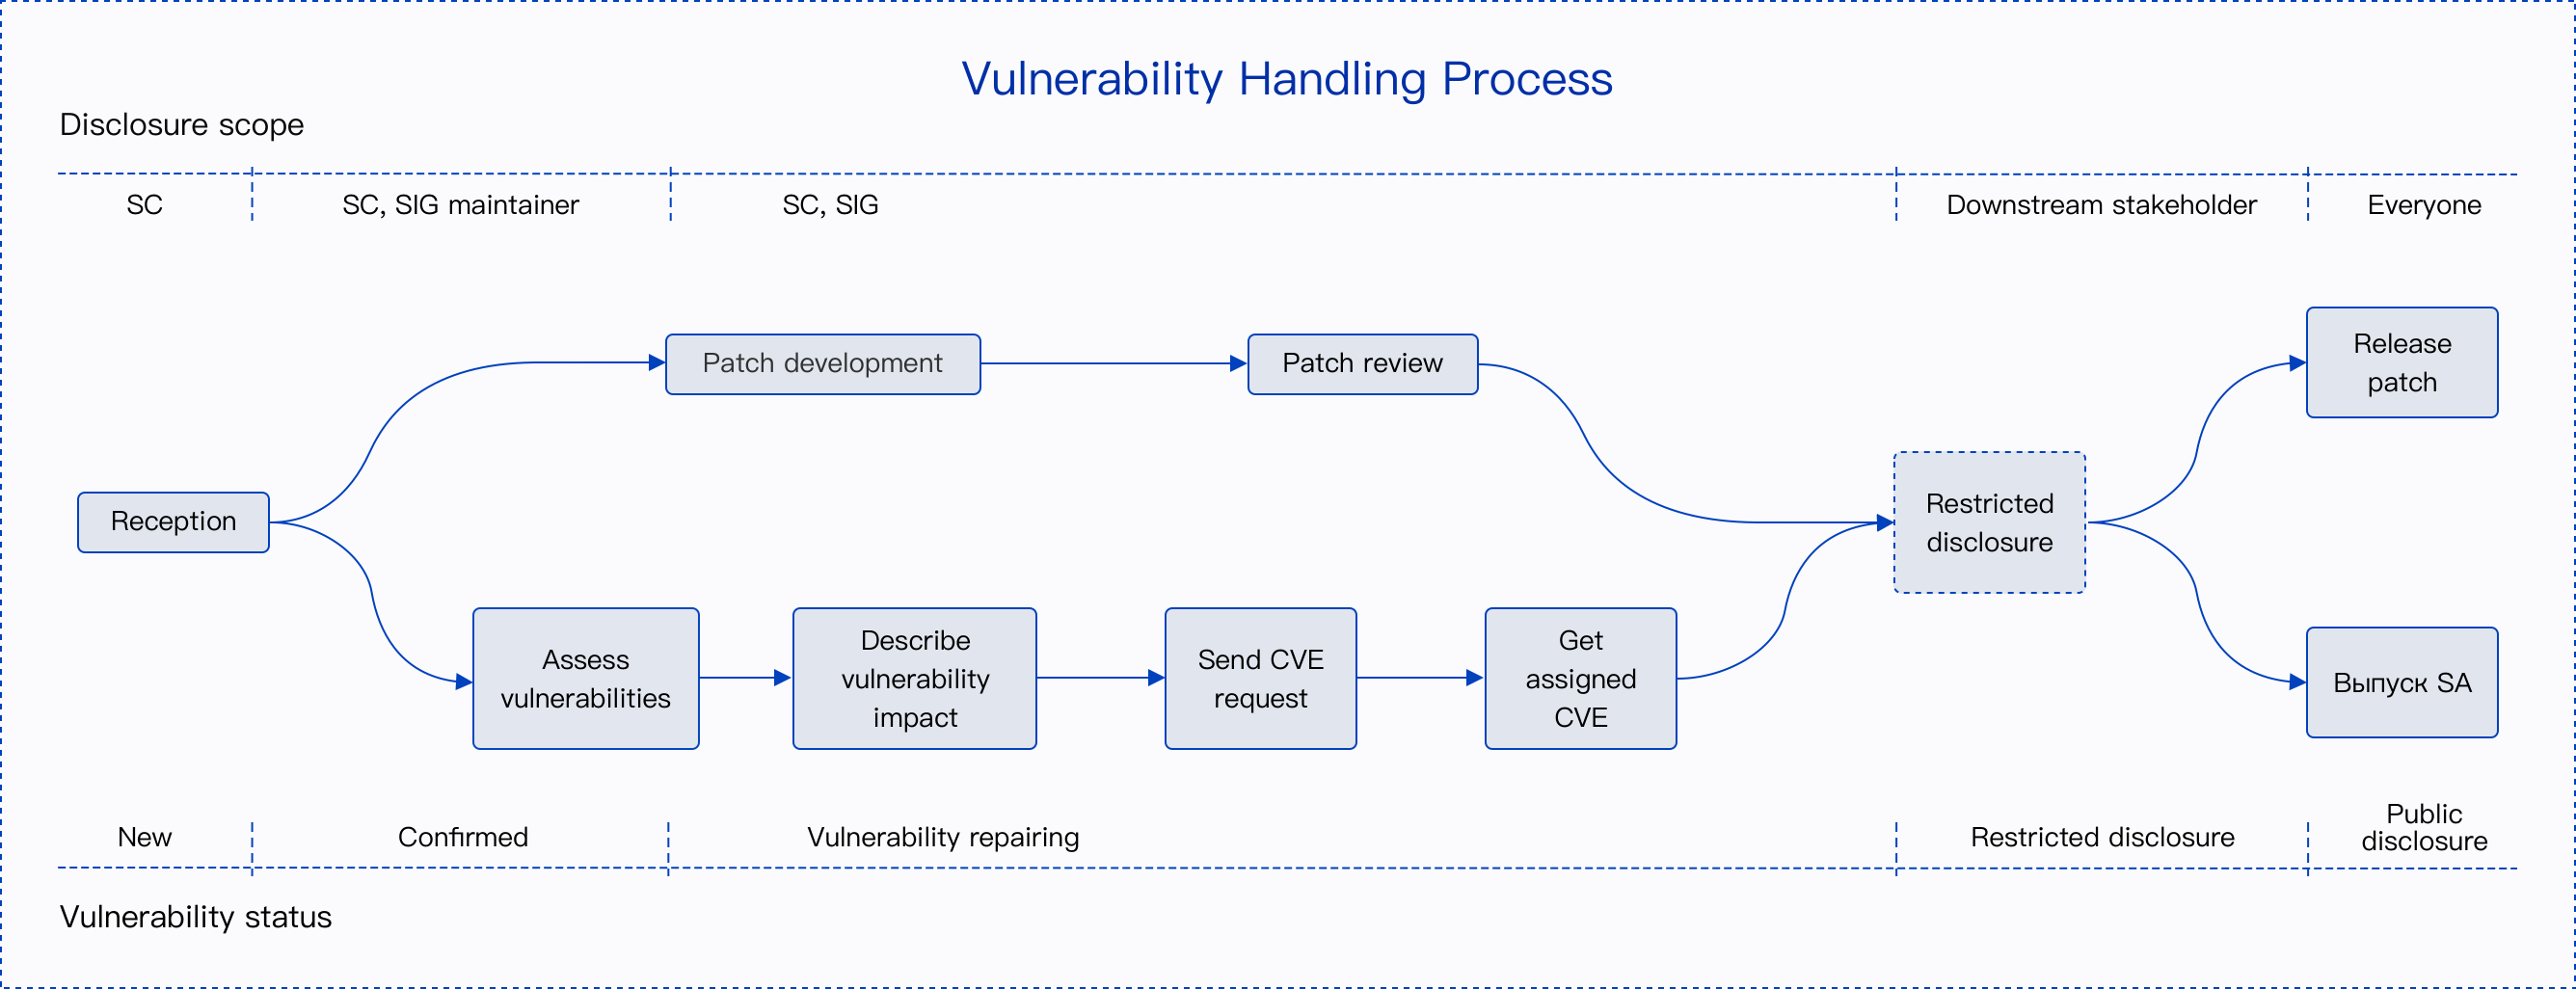 Vulnerability Handling Process
Disclosure scope
SC
SC, SIG maintainer
SC, SIG
Downstream stakeholder
Everyone
Patch development
Patch review
Release
patch
Reception
Restricted
disclosure
Assess
vulnerabilities
Describe
vulnerability
impact
Send CVE
request
Get
assigned
CVE
Выпуск SA
New
Confirmed
Vulnerability repairing
Restricted disclosure
Public
disclosure
Vulnerability status